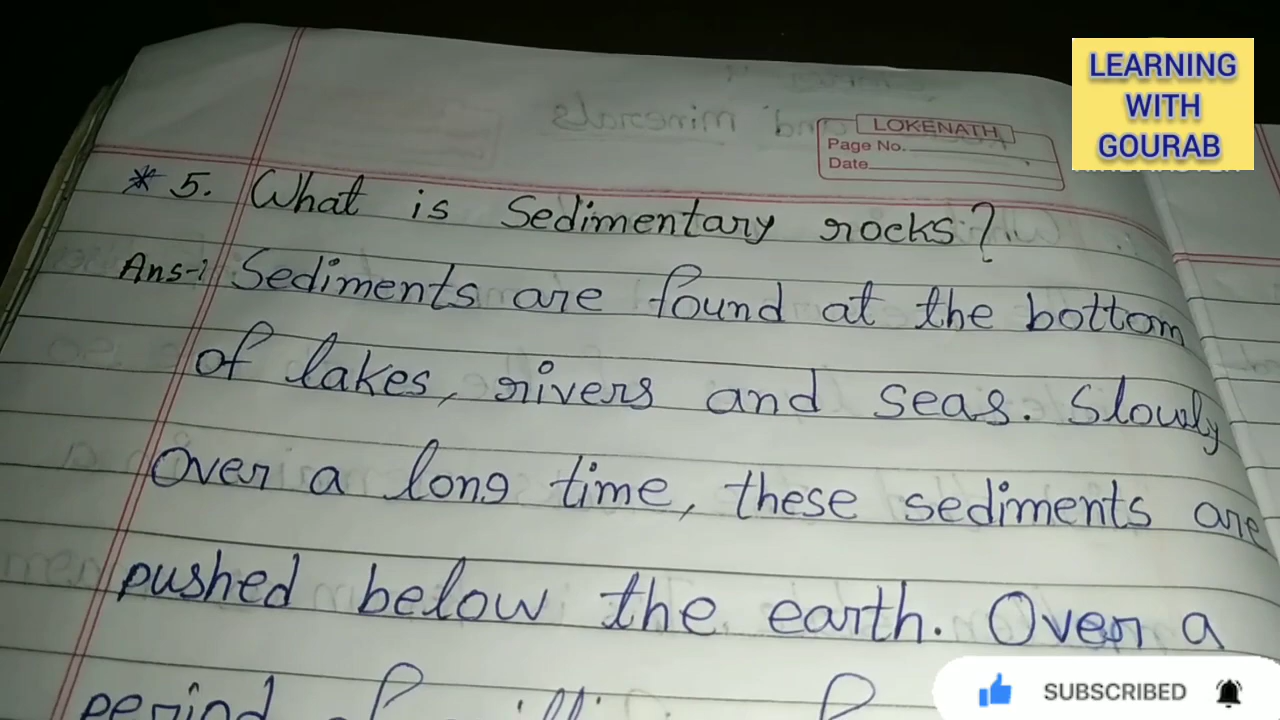 LEARNING
WITH
GOURAB
LOKENATH
Page No.
Date
* 5. What is Sedimentary rocks?
Ans-1 Sediments are found at the bottom
of lakes, rivers and seas. Slowly
Over a long time, these sediments are
pushed below the earth. Over a
period of
SUBSCRIBED